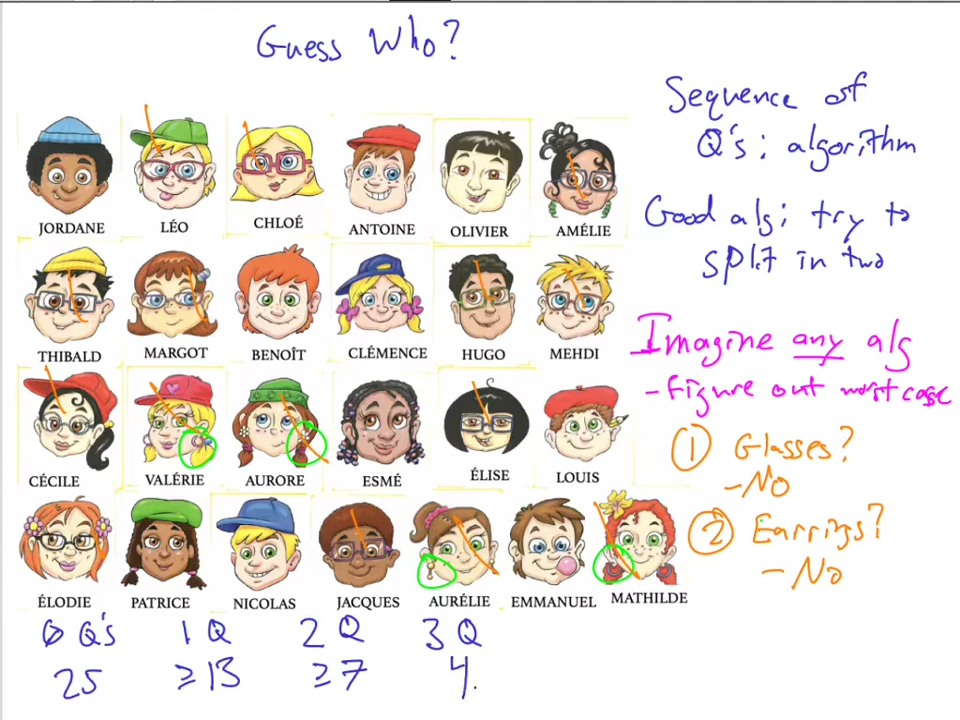 Guess Who?
Sequence of
Q's: algorithm
Good alg: try to
split in two
Imagine any alg
- Figure out worst case
① Glasses?
- No
② Earrings?
- No
JORDANE LÉO CHLOÉ ANTOINE OLIVIER AMÉLIE
THIBALD MARGOT BENOÎT CLÉMENCE HUGO MEHDI
CÉCILE VALÉRIE AURORE ESMÉ ÉLISE LOUIS
ÉLODIE PATRICE NICOLAS JACQUES AURÉLIE EMMANUEL MATHILDE
0 Q's 1 Q 2 Q 3 Q
25 ≥13 ≥7 4.